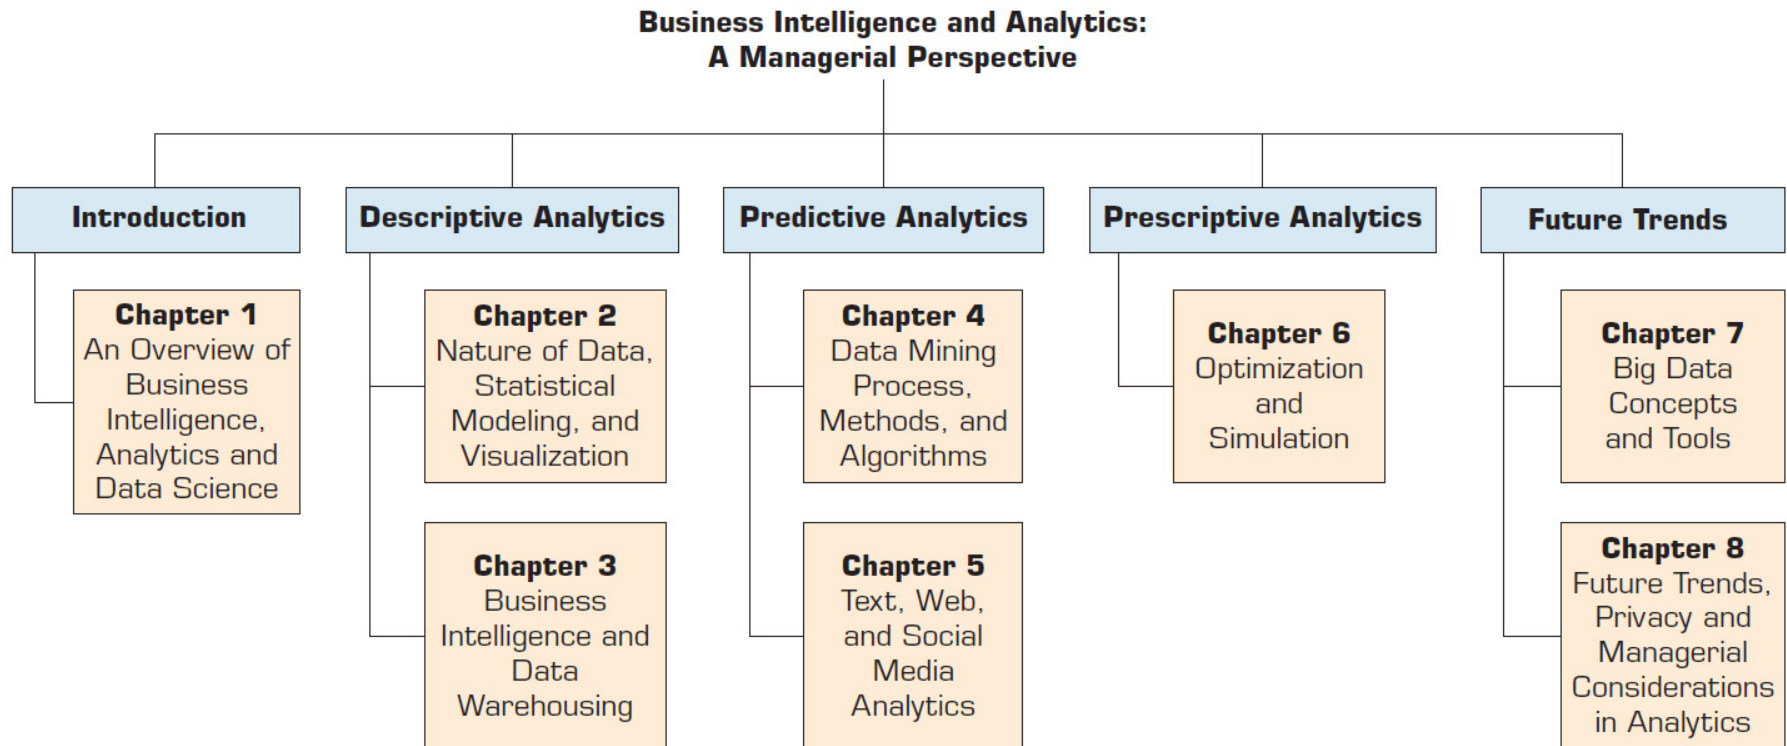 Business Intelligence and Analytics:
A Managerial Perspective
Introduction
Chapter 1
An Overview of
Business
Intelligence,
Analytics and
Data Science
Descriptive Analytics
Chapter 2
Nature of Data,
Statistical
Modeling, and
Visualization
Chapter 3
Business
Intelligence and
Data
Warehousing
Predictive Analytics
Chapter 4
Data Mining
Process,
Methods, and
Algorithms
Chapter 5
Text, Web,
and Social
Media
Analytics
Prescriptive Analytics
Chapter 6
Optimization
and
Simulation
Future Trends
Chapter 7
Big Data
Concepts
and Tools
Chapter 8
Future Trends,
Privacy and
Managerial
Considerations
in Analytics